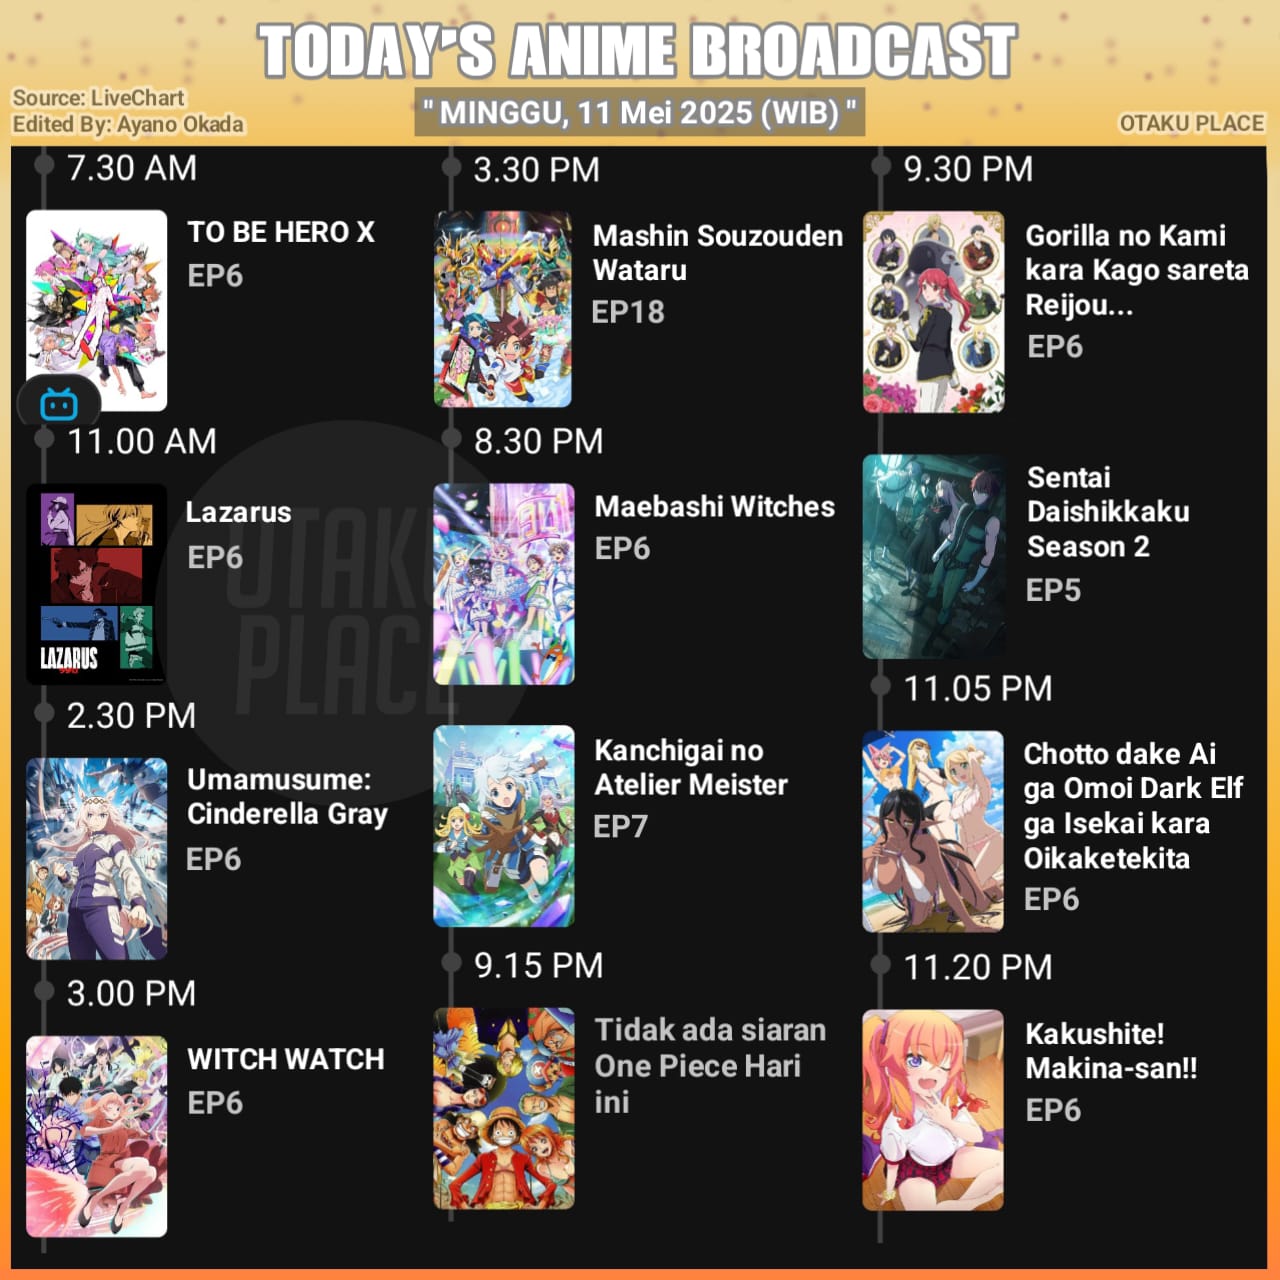 TODAY'S ANIME BROADCAST
Source: LiveChart
Edited By: Ayano Okada
" MINGGU, 11 Mei 2025 (WIB) "
OTAKU PLACE
7.30 AM
TO BE HERO X
EP6
11.00 AM
Lazarus
EP6
LAZARUS
2.30 PM
Umamusume:
Cinderella Gray
EP6
3.00 PM
WITCH WATCH
EP6
3.30 PM
Mashin Souzouden
Wataru
EP18
8.30 PM
Maebashi Witches
EP6
Kanchigai no
Atelier Meister
EP7
9.15 PM
Tidak ada siaran
One Piece Hari
ini
9.30 PM
Gorilla no Kami
kara Kago sareta
Reijou...
EP6
Sentai
Daishikkaku
Season 2
EP5
11.05 PM
Chotto dake Ai
ga Omoi Dark Elf
ga Isekai kara
Oikaketekita
EP6
11.20 PM
Kakushite!
Makina-san!!
EP6
OTAKU
PLACE